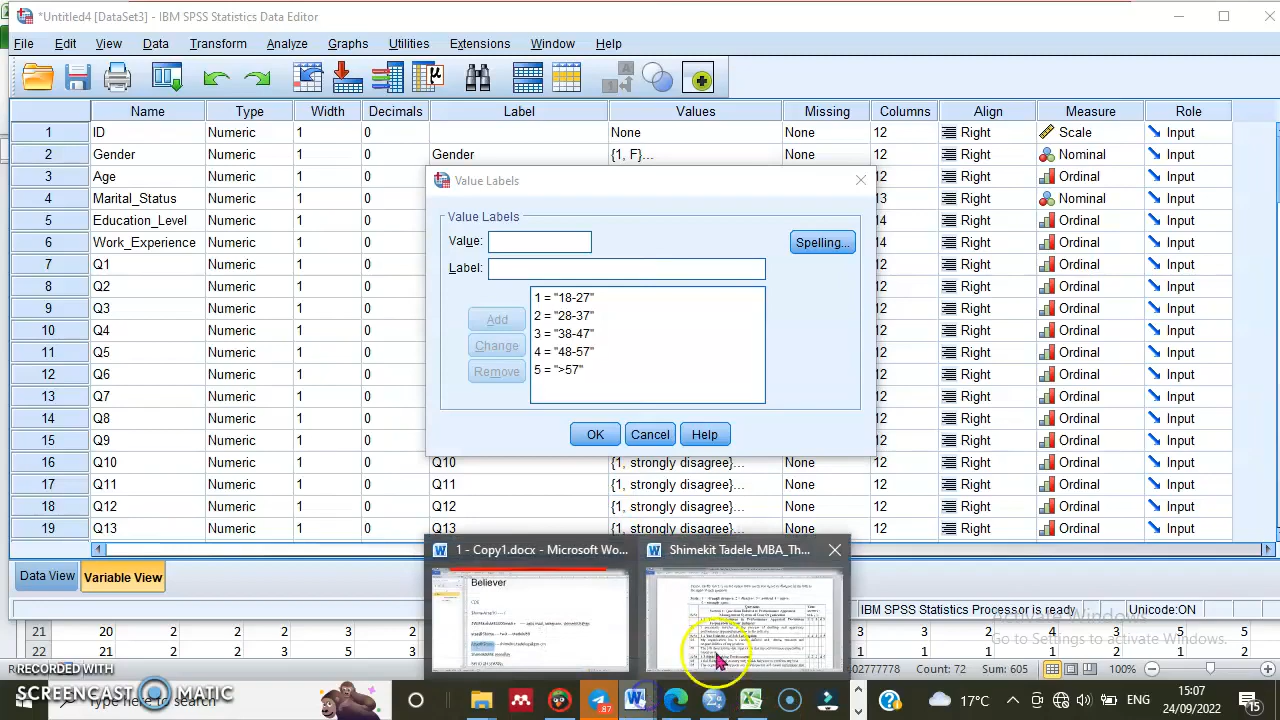 *Untitled4 [DataSet3] - IBM SPSS Statistics Data Editor
File Edit View Data Transform Graphs Analyze Utilities Extensions Window Help
Name Type Width Decimals Label Values Missing Columns Align Measure Role
1 ID Numeric 1 0 None None 12 Right Scale Input
2 Gender Numeric 1 0 Gender {1, F}... None 12 Right Nominal Input
3 Age Numeric 1 0 12 Right Ordinal Input
4 Marital_Status Numeric 1 0 13 Right Nominal Input
5 Education_Level Numeric 1 0 14 Right Ordinal Input
6 Work_Experience Numeric 1 0 14 Right Ordinal Input
7 Q1 Numeric 1 0 12 Right Ordinal Input
8 Q2 Numeric 1 0 12 Right Ordinal Input
9 Q3 Numeric 1 0 12 Right Ordinal Input
10 Q4 Numeric 1 0 12 Right Ordinal Input
11 Q5 Numeric 1 0 12 Right Ordinal Input
12 Q6 Numeric 1 0 12 Right Ordinal Input
13 Q7 Numeric 1 0 12 Right Ordinal Input
14 Q8 Numeric 1 0 12 Right Ordinal Input
15 Q9 Numeric 1 0 12 Right Ordinal Input
16 Q10 Numeric 1 0 Q10 {1, strongly disagree}... None 12 Right Ordinal Input
17 Q11 Numeric 1 0 Q11 {1, strongly disagree}... None 12 Right Ordinal Input
18 Q12 Numeric 1 0 Q12 {1, strongly disagree}... None 12 Right Ordinal Input
19 Q13 Numeric 1 0 Q13 {1, strongly disagree}... None 12 Right Ordinal Input
Value Labels
Value Labels
Value:
Spelling...
Label:
Add
Change
Remove
1 = "18-27"
2 = "28-37"
3 = "38-47"
4 = "48-57"
5 = ">57"
OK Cancel Help
1 - Copy1.docx - Microsoft Wo...
Shimekit Tadele_MBA_Th...
Believer
Data View Variable View
IBM SPSS Statistics Processor is ready Unicode:ON
Activate Windows
Go to Settings to activate Windows.
Count: 72 Sum: 605 100%
RECORDED WITH
SCREENCAST MATIC
Type here to search
.87
17°C ENG
15:07
24/09/2022
15